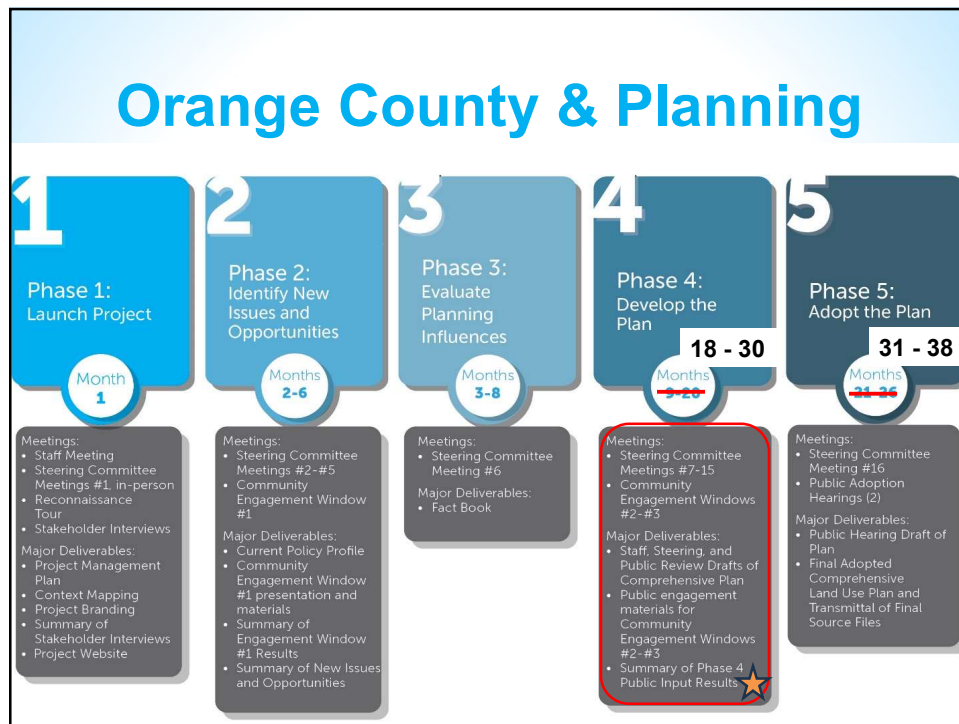 Orange County & Planning
1
Phase 1:
Launch Project
Month
1
Meetings:
• Staff Meeting
• Steering Committee
Meetings #1, in-person
• Reconnaissance
Tour
• Stakeholder Interviews
Major Deliverables:
• Project Management
Plan
• Context Mapping
• Project Branding
• Summary of
Stakeholder Interviews
• Project Website
2
Phase 2:
Identify New
Issues and
Opportunities
Months
2-6
Meetings:
• Steering Committee
Meetings #2-#5
• Community
Engagement Window
#1
Major Deliverables:
• Current Policy Profile
• Community
Engagement Window
#1 presentation and
materials
• Summary of
Engagement Window
#1 Results
• Summary of New Issues
and Opportunities
3
Phase 3:
Evaluate
Planning
Influences
Months
3-8
Meetings:
• Steering Committee
Meeting #6
Major Deliverables:
• Fact Book
4
Phase 4:
Develop the
Plan
18 - 30
Months
9-20
Meetings:
• Steering Committee
Meetings #7-15
• Community
Engagement Windows
#2-#3
Major Deliverables:
• Staff, Steering, and
Public Review Drafts of
Comprehensive Plan
• Public engagement
materials for
Community
Engagement Windows
#2-#3
• Summary of Phase 4
Public Input Results
5
Phase 5:
Adopt the Plan
31 - 38
Months
21-26
Meetings:
• Steering Committee
Meeting #16
• Public Adoption
Hearings (2)
Major Deliverables:
• Public Hearing Draft of
Plan
• Final Adopted
Comprehensive
Land Use Plan and
Transmittal of Final
Source Files